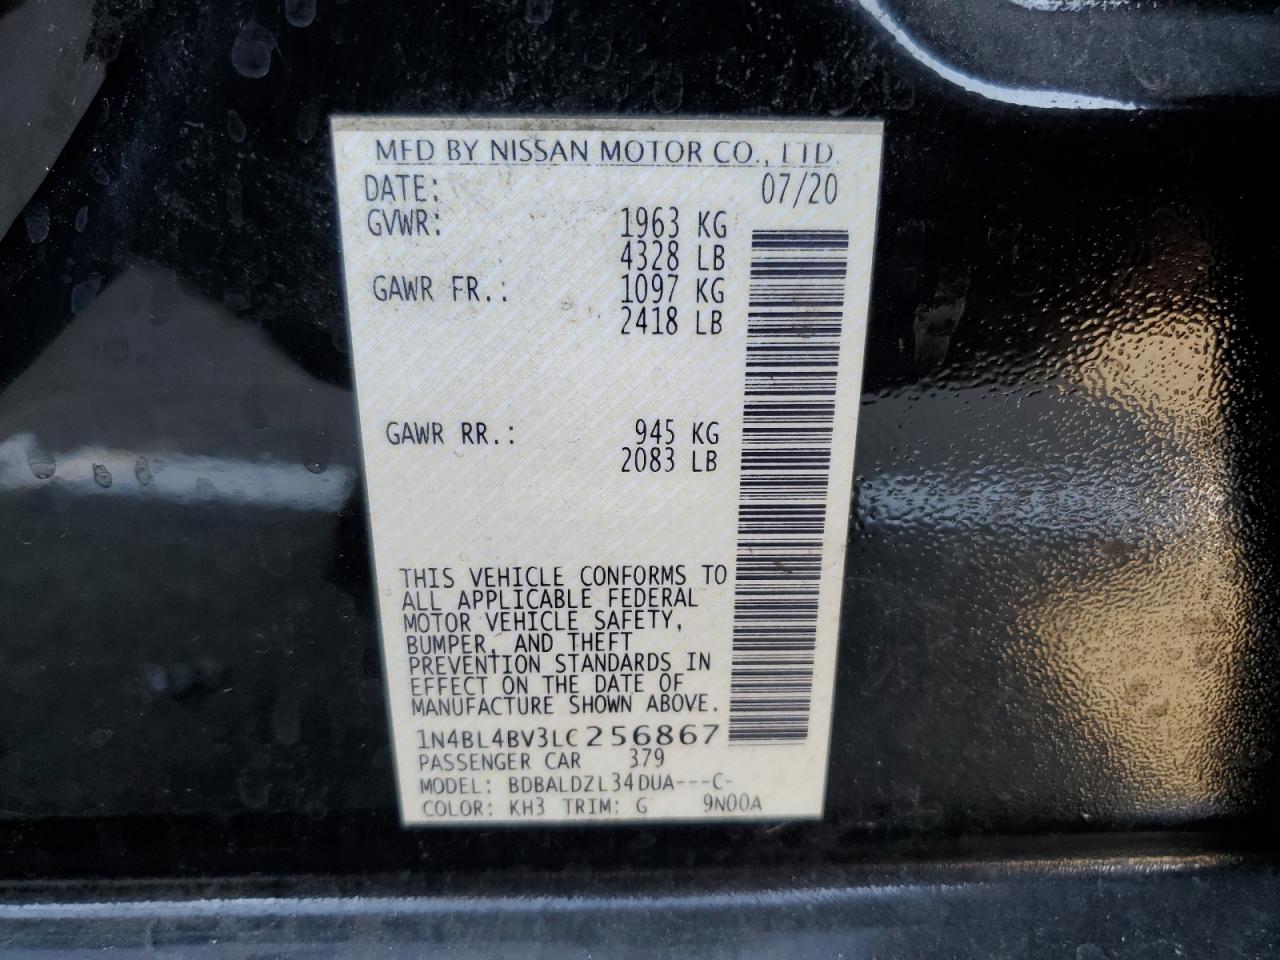 MFD BY NISSAN MOTOR CO., LTD.
DATE: 07/20
GVWR: 1963 KG
4328 LB
GAWR FR.: 1097 KG
2418 LB
GAWR RR.: 945 KG
2083 LB
THIS VEHICLE CONFORMS TO
ALL APPLICABLE FEDERAL
MOTOR VEHICLE SAFETY,
BUMPER, AND THEFT
PREVENTION STANDARDS IN
EFFECT ON THE DATE OF
MANUFACTURE SHOWN ABOVE.
1N4BL4BV3LC256867
PASSENGER CAR 379
MODEL: BDBALDZL34DUA---C-
COLOR: KH3 TRIM: G 9N00A